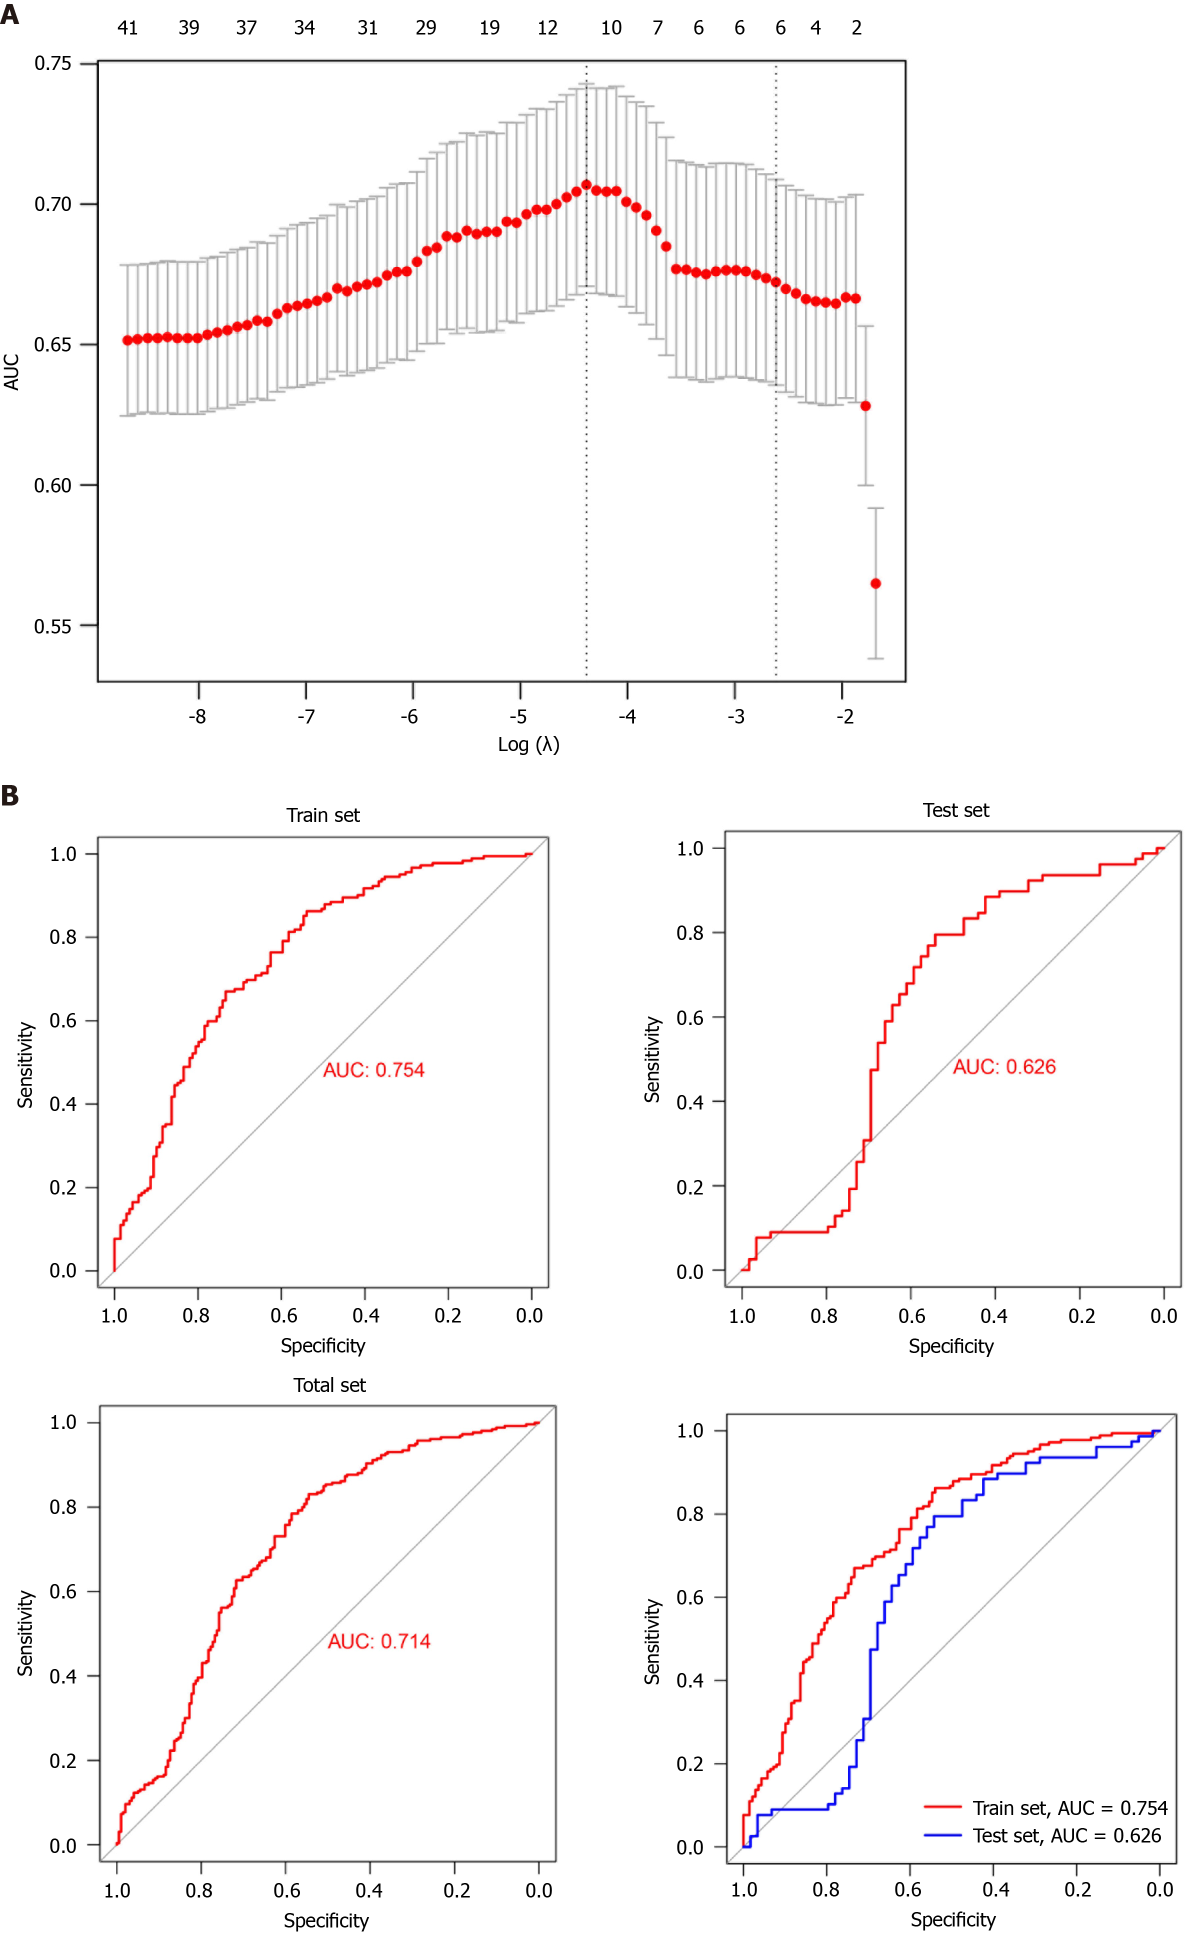 A
41 39 37 34 31 29 19 12 10 7 6 6 6 4 2
0.75
0.70
0.65
0.60
0.55
AUC
-8 -7 -6 -5 -4 -3 -2
Log (λ)
B
Train set
1.0
0.8
0.6
0.4
0.2
0.0
Sensitivity
AUC: 0.754
1.0 0.8 0.6 0.4 0.2 0.0
Specificity
Test set
1.0
0.8
0.6
0.4
0.2
0.0
Sensitivity
AUC: 0.626
1.0 0.8 0.6 0.4 0.2 0.0
Specificity
Total set
1.0
0.8
0.6
0.4
0.2
0.0
Sensitivity
AUC: 0.714
1.0 0.8 0.6 0.4 0.2 0.0
Specificity
1.0
0.8
0.6
0.4
0.2
0.0
Sensitivity
Train set, AUC = 0.754
Test set, AUC = 0.626
1.0 0.8 0.6 0.4 0.2 0.0
Specificity